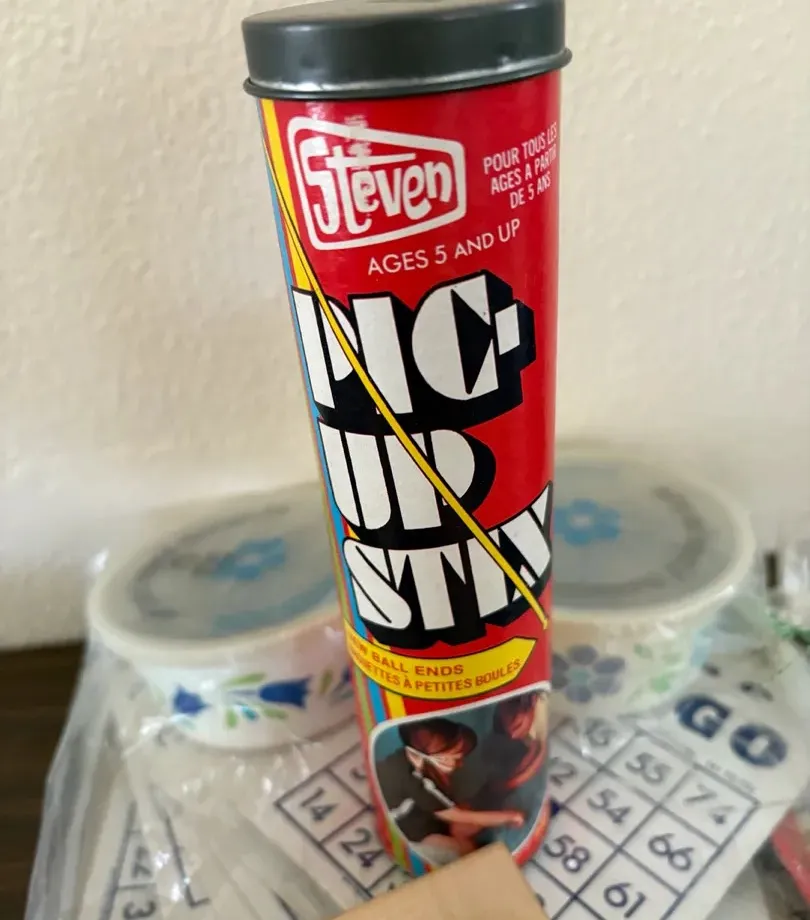 Steven
POUR TOUS LES
AGES À PARTIR
DE 5 ANS
AGES 5 AND UP
PIC-
UP
STIX
BALL ENDS
À PETITES BOULES
GO
55
74
14
54
24
66
58
61